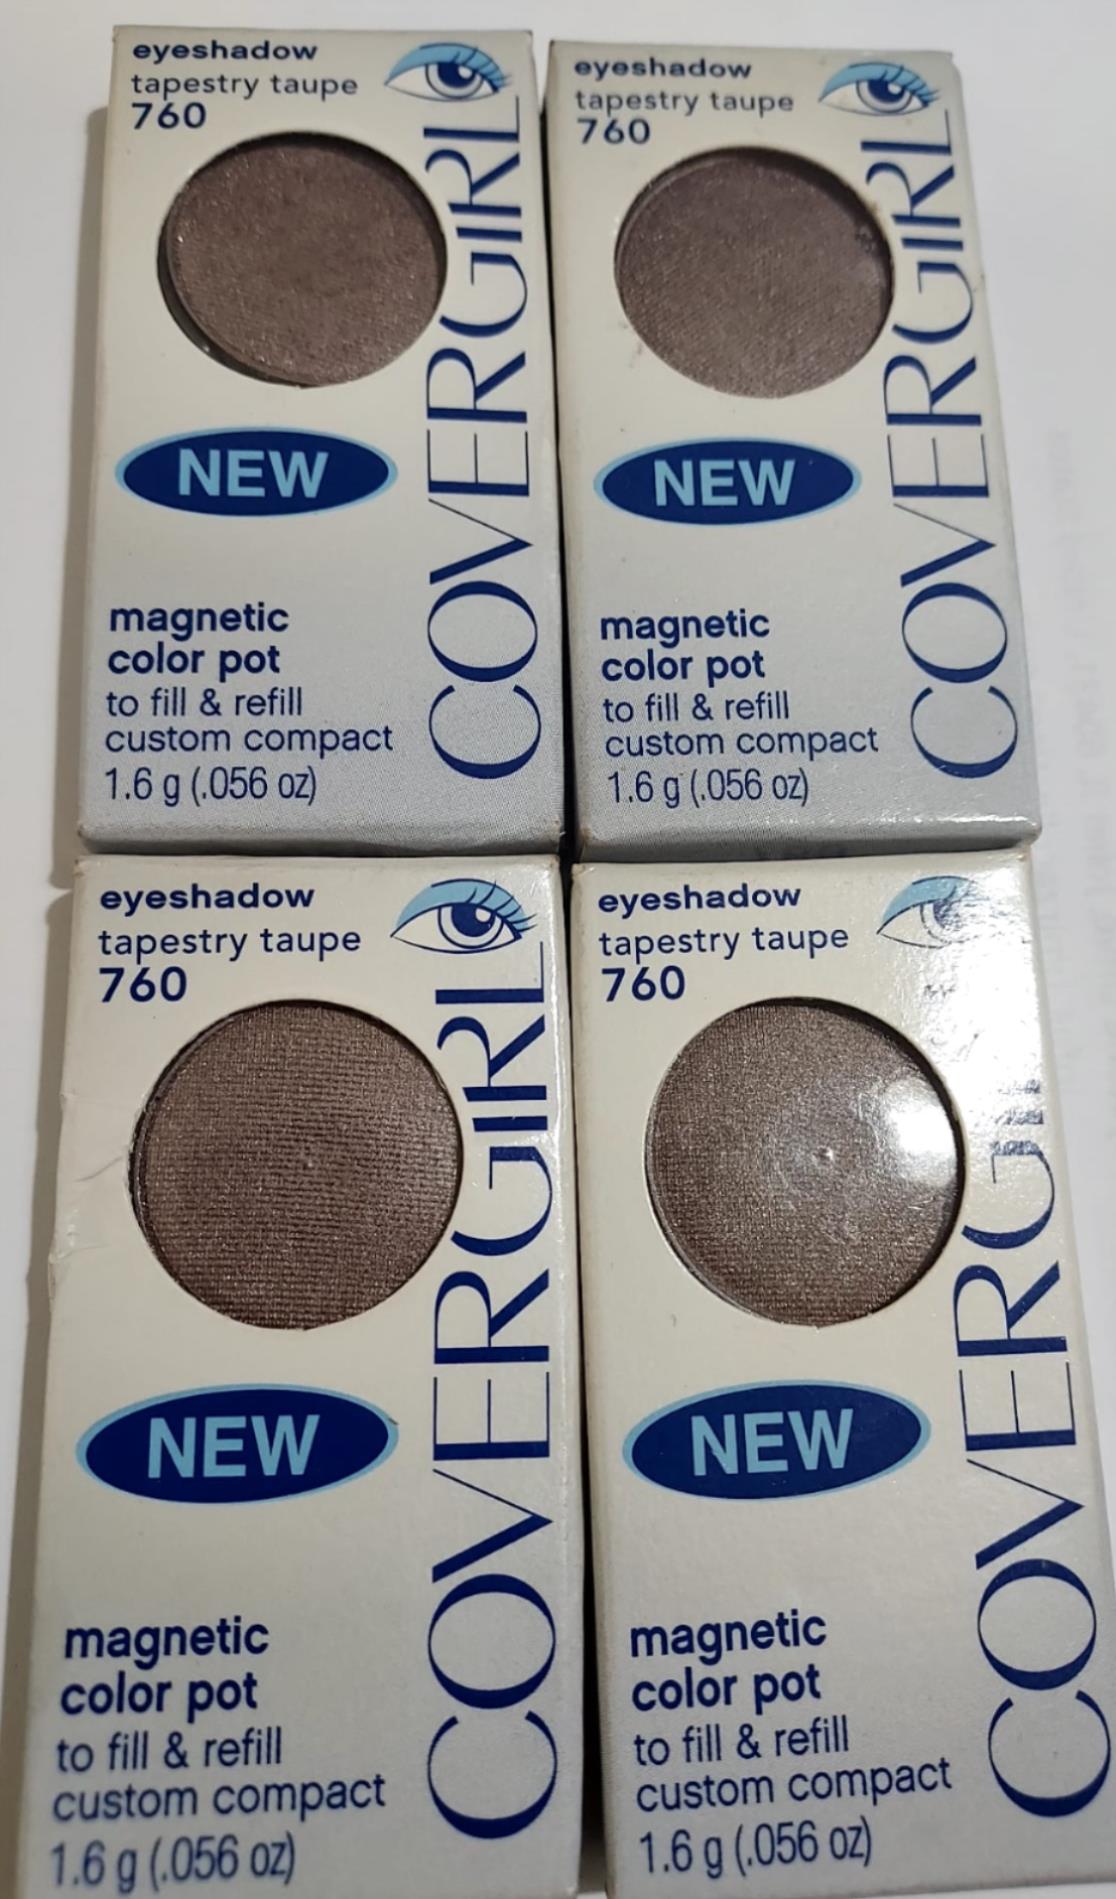 eyeshadow
tapestry taupe
760
COVERGIRL
NEW
magnetic
color pot
to fill & refill
custom compact
1.6 g (.056 oz)
eyeshadow
tapestry taupe
760
COVERGIRL
NEW
magnetic
color pot
to fill & refill
custom compact
1.6 g (.056 oz)
eyeshadow
tapestry taupe
760
COVERGIRL
NEW
magnetic
color pot
to fill & refill
custom compact
1.6 g (.056 oz)
eyeshadow
tapestry taupe
760
COVERGIRL
NEW
magnetic
color pot
to fill & refill
custom compact
1.6 g (.056 oz)